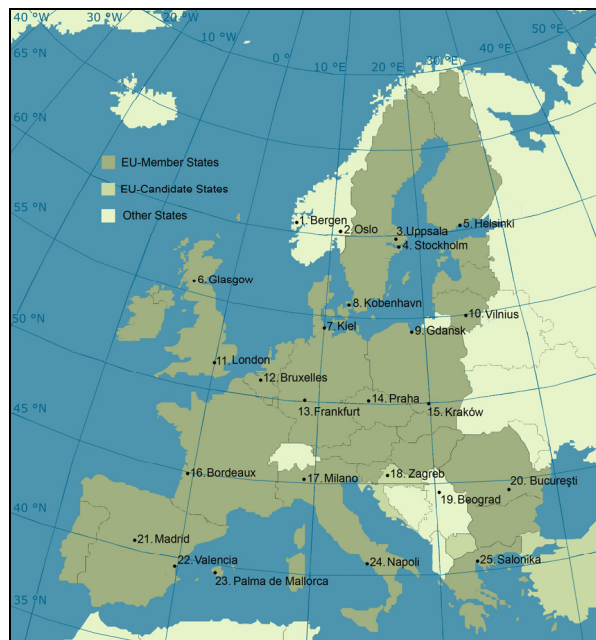 40 °W
30 °W
20 °W
10 °W
0 °
10 °E
20 °E
30 °E
40 °E
50 °E
65 °N
60 °N
55 °N
50 °N
45 °N
40 °N
35 °N
EU-Member States
EU-Candidate States
Other States
1. Bergen
2. Oslo
3. Uppsala
4. Stockholm
5. Helsinki
6. Glasgow
7. Kiel
8. Kobenhavn
9. Gdansk
10. Vilnius
11. London
12. Bruxelles
13. Frankfurt
14. Praha
15. Kraków
16. Bordeaux
17. Milano
18. Zagreb
19. Beograd
20. Bucureşti
21. Madrid
22. Valencia
23. Palma de Mallorca
24. Napoli
25. Salonika